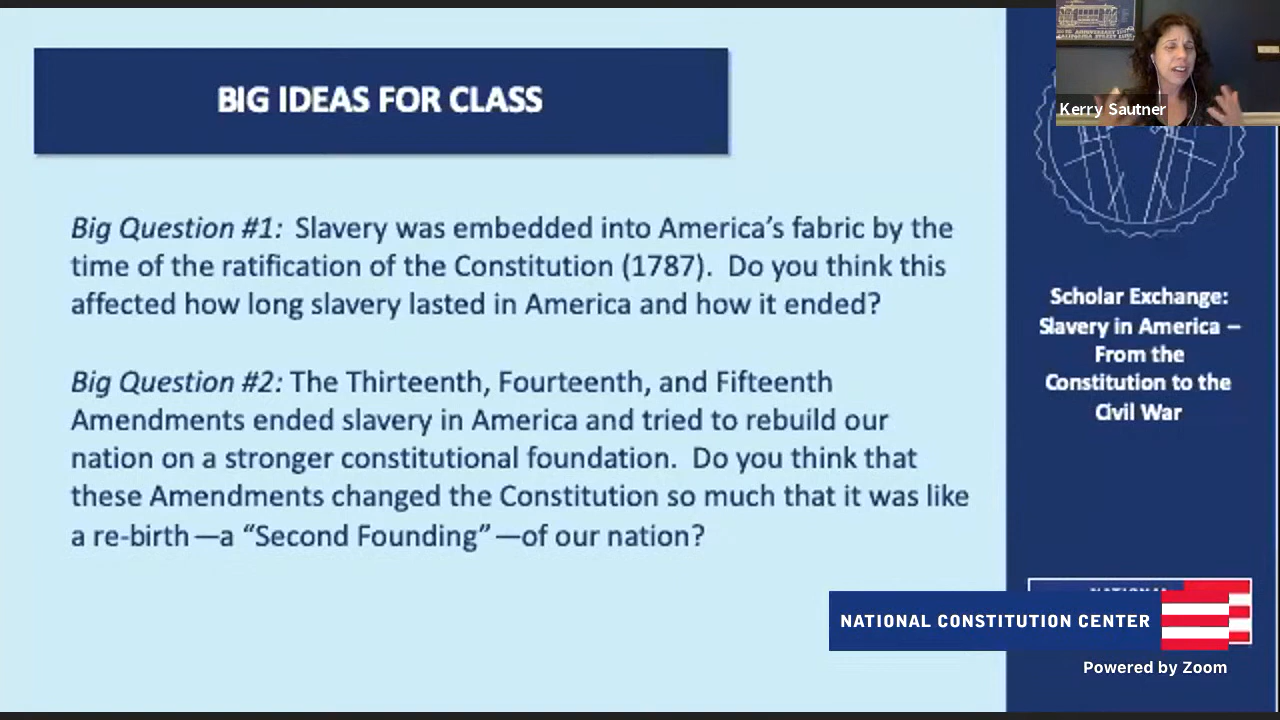 BIG IDEAS FOR CLASS
Big Question #1: Slavery was embedded into America's fabric by the
time of the ratification of the Constitution (1787). Do you think this
affected how long slavery lasted in America and how it ended?
Big Question #2: The Thirteenth, Fourteenth, and Fifteenth
Amendments ended slavery in America and tried to rebuild our
nation on a stronger constitutional foundation. Do you think that
these Amendments changed the Constitution so much that it was like
a re-birth—a “Second Founding”—of our nation?
Kerry Sautner
Scholar Exchange:
Slavery in America –
From the
Constitution to the
Civil War
NATIONAL CONSTITUTION CENTER
Powered by Zoom